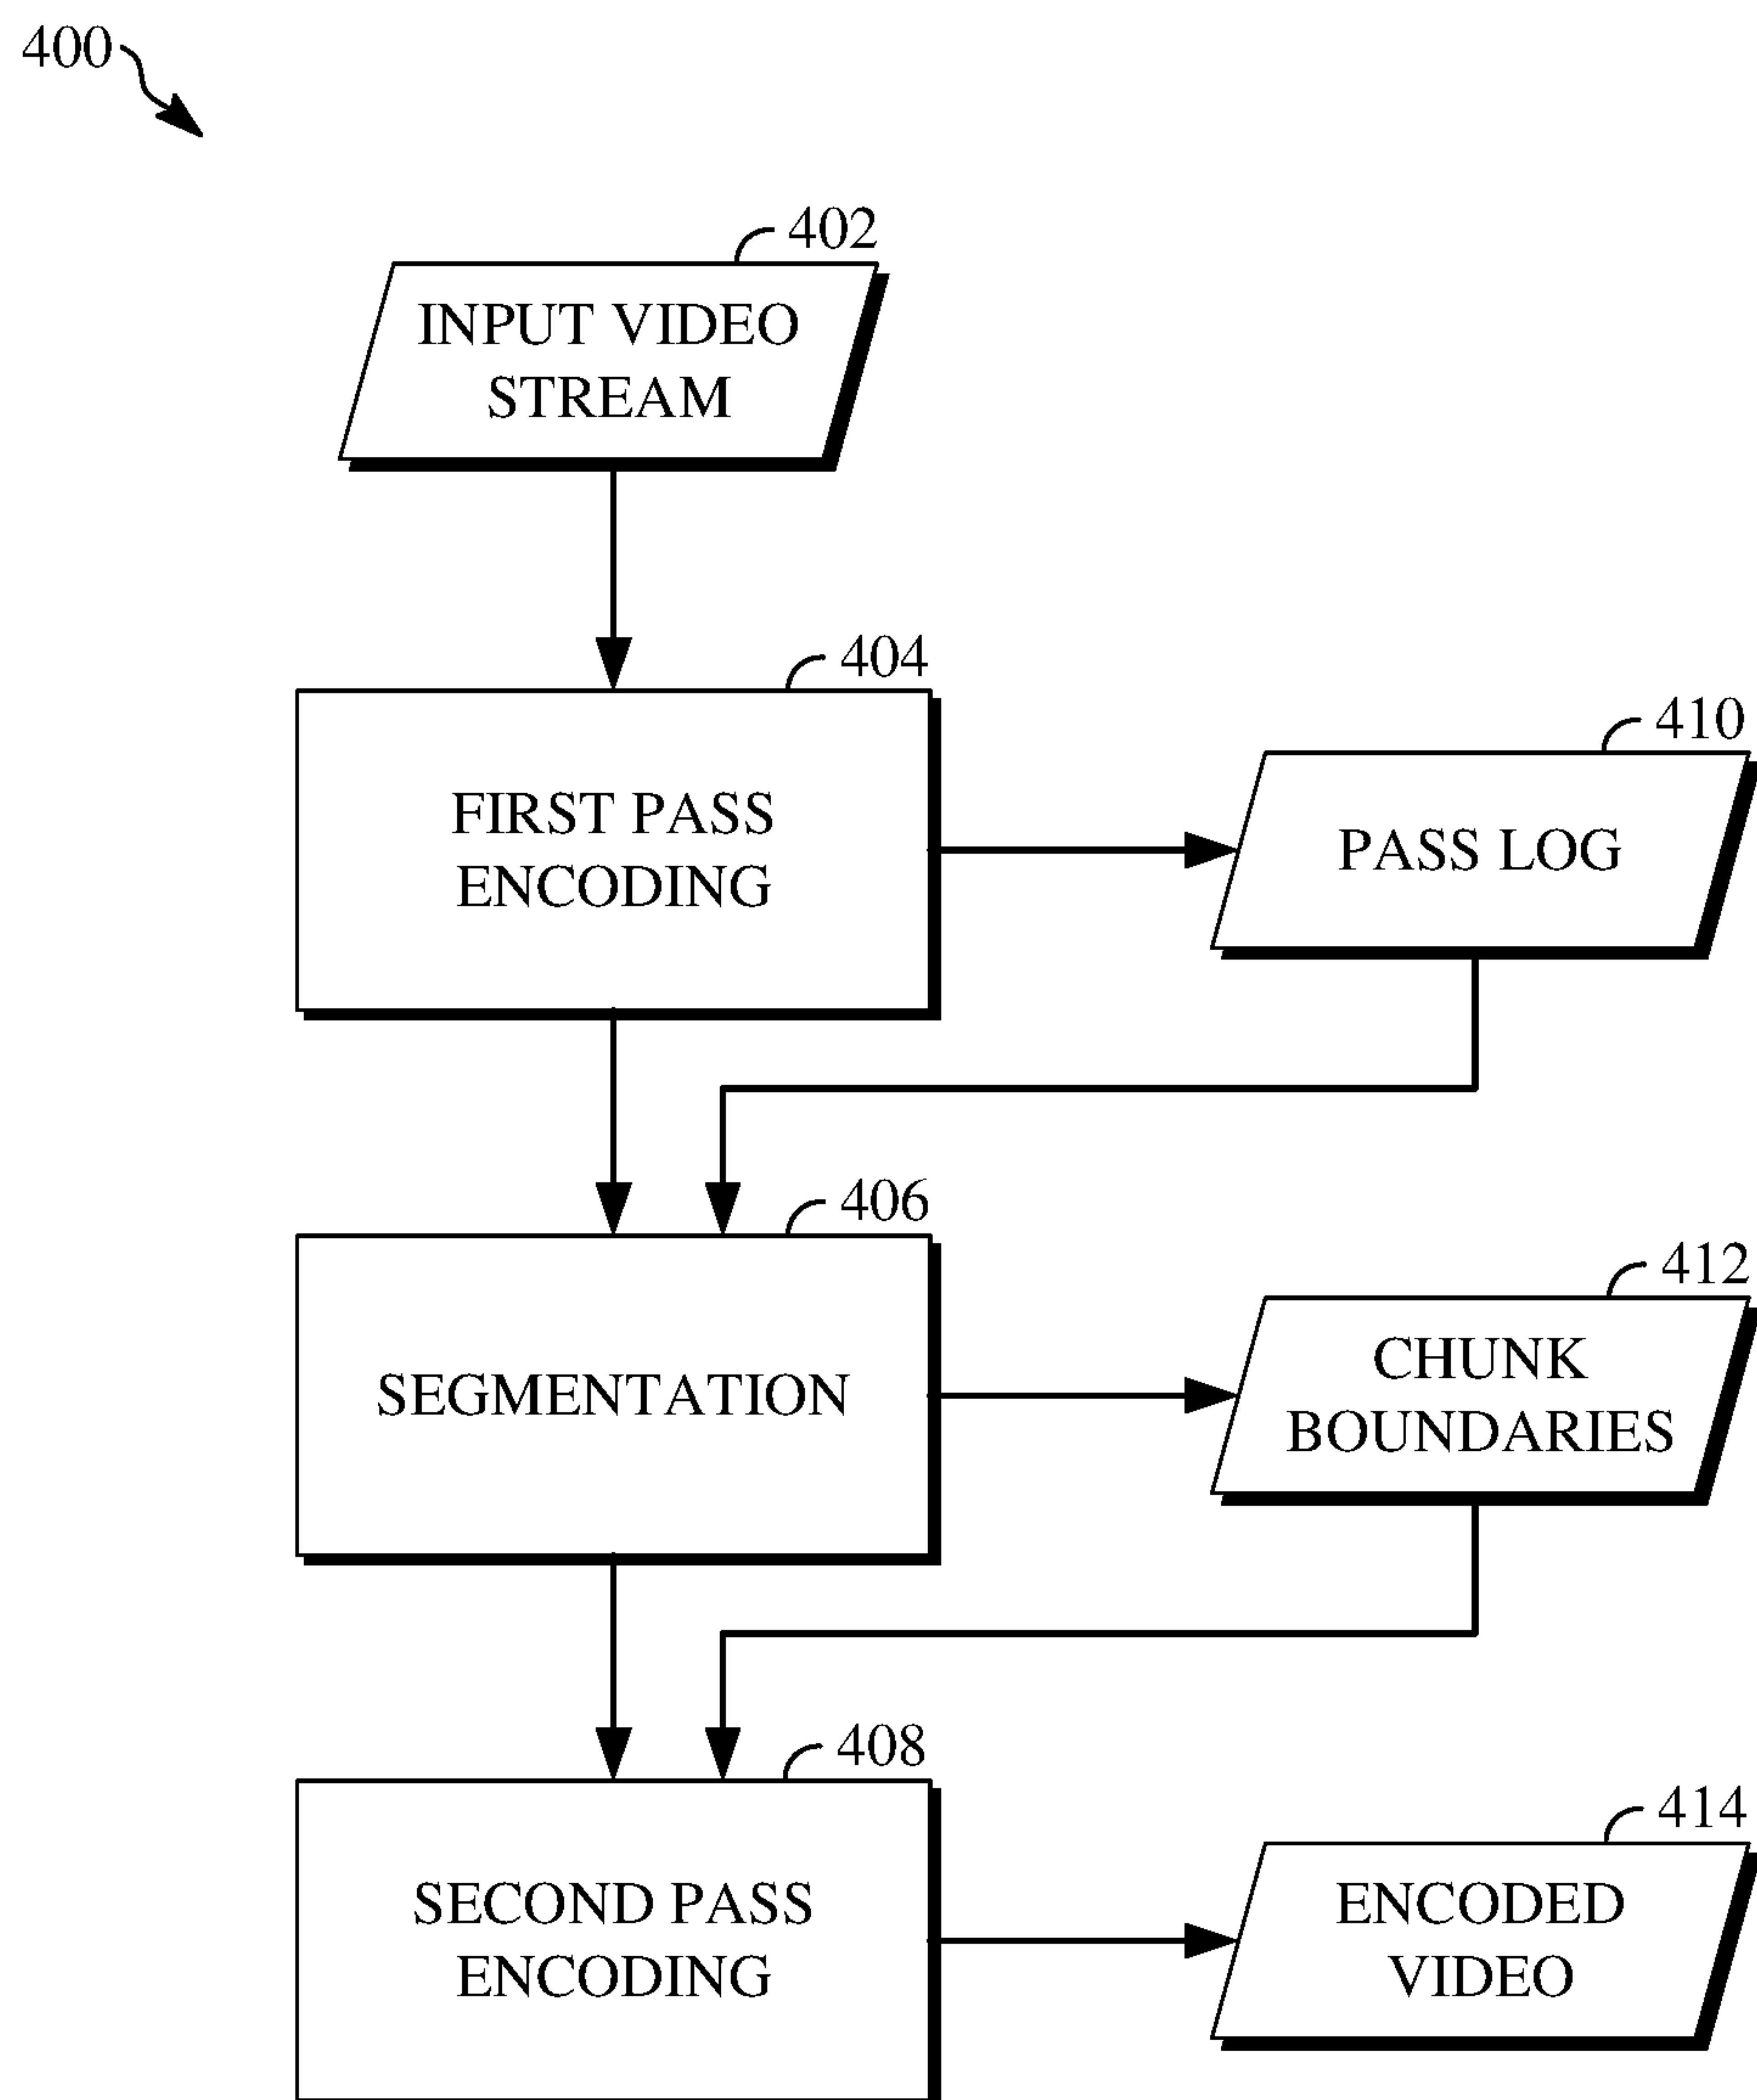 400
402
INPUT VIDEO
STREAM
404
FIRST PASS
ENCODING
410
PASS LOG
406
SEGMENTATION
412
CHUNK
BOUNDARIES
408
SECOND PASS
ENCODING
414
ENCODED
VIDEO